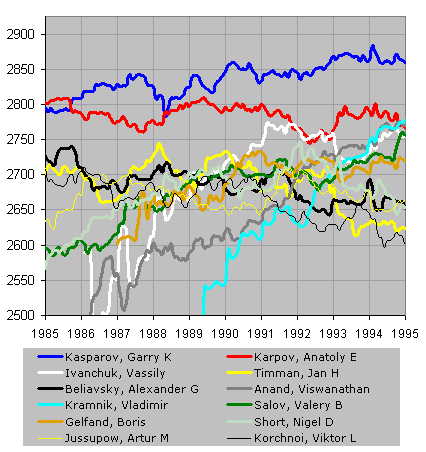 2900
2850
2800
2750
2700
2650
2600
2550
2500
1985 1986 1987 1988 1989 1990 1991 1992 1993 1994 1995
Kasparov, Garry K Karpov, Anatoly E
Ivanchuk, Vassily Timman, Jan H
Beliavsky, Alexander G Anand, Viswanathan
Kramnik, Vladimir Salov, Valery B
Gelfand, Boris Short, Nigel D
Jussupow, Artur M Korchnoi, Viktor L